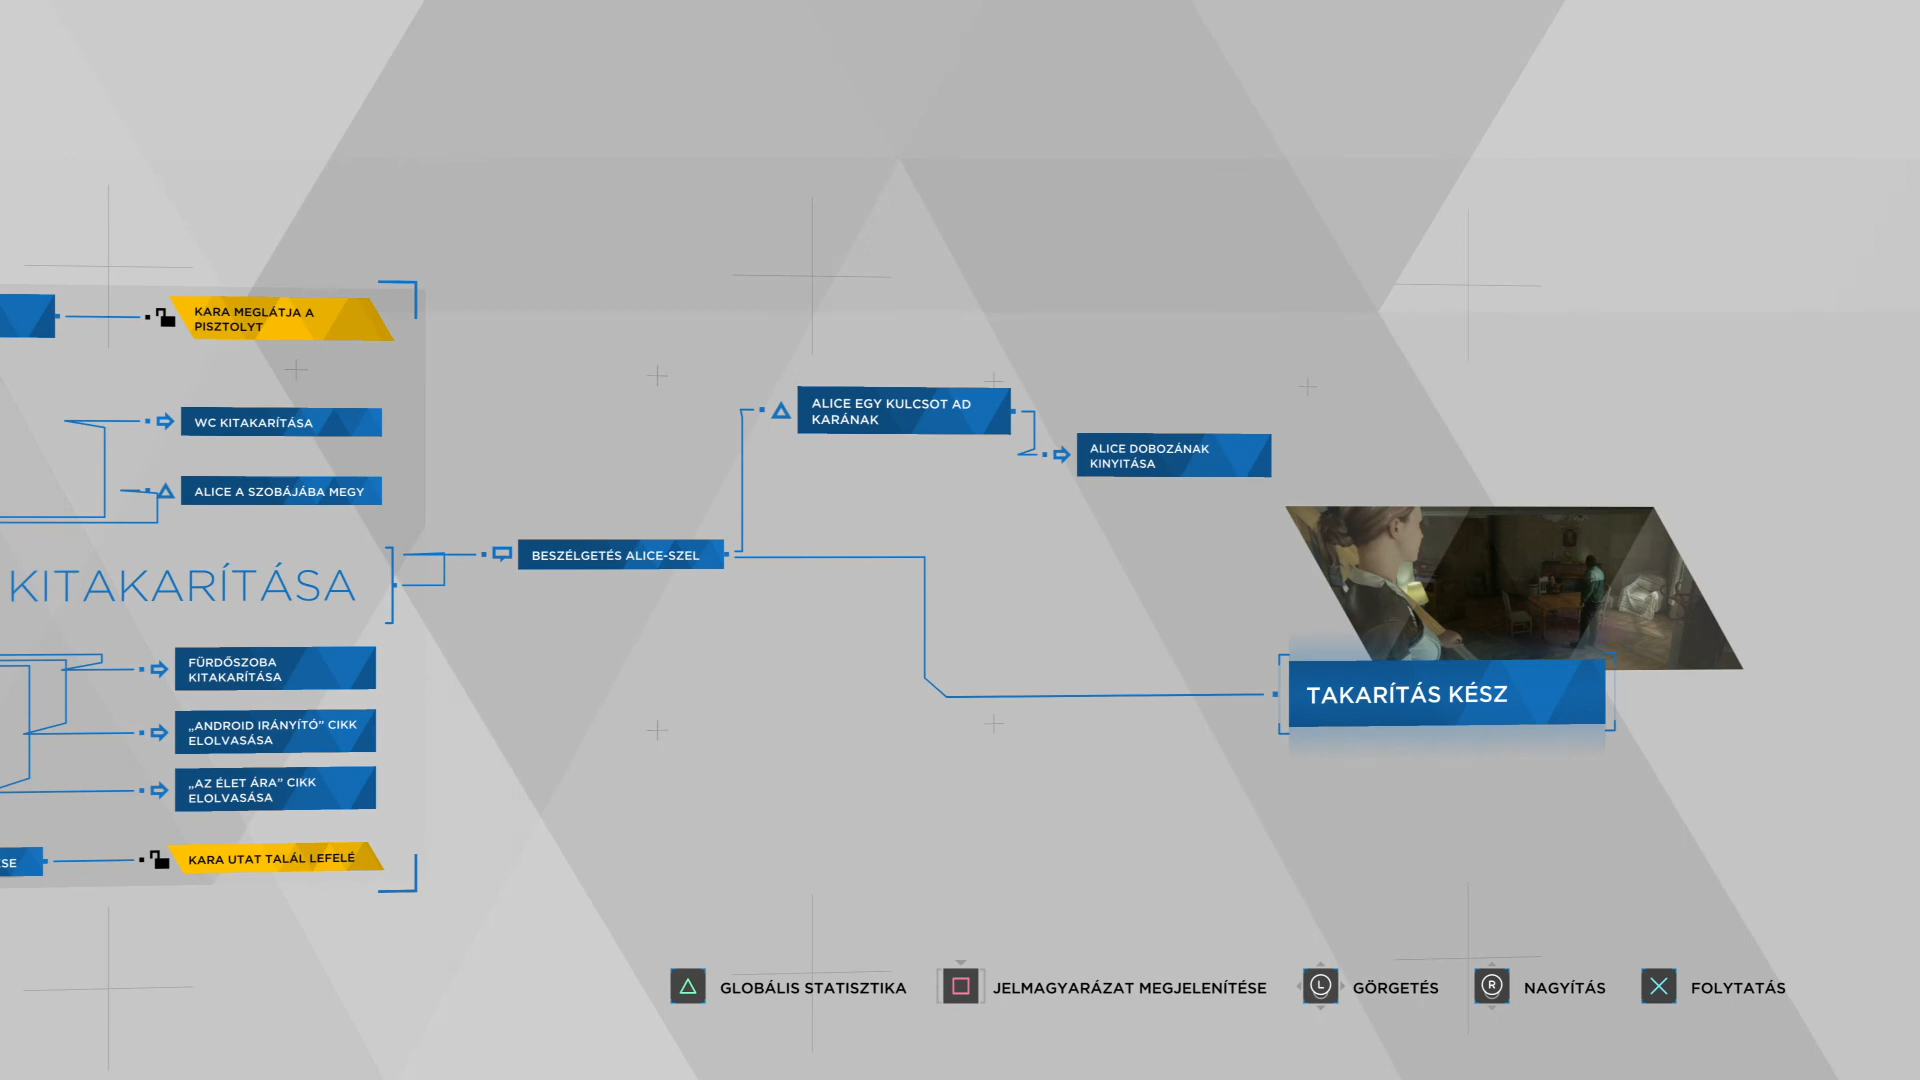 KARA MEGLÁTJA A
PISZTOLYT
WC KITAKARÍTÁSA
ALICE A SZOBÁJÁBA MEGY
KITAKARÍTÁSA
FÜRDŐSZOBA
KITAKARÍTÁSA
„ANDROID IRÁNYÍTÓ” CIKK
ELOLVASÁSA
„AZ ÉLET ÁRA” CIKK
ELOLVASÁSA
SE
KARA UTAT TALÁL LEFELÉ
BESZÉLGETÉS ALICE-SZEL
ALICE EGY KULCSOT AD
KARÁNAK
ALICE DOBOZÁNAK
KINYITÁSA
TAKARÍTÁS KÉSZ
GLOBÁLIS STATISZTIKA
JELMAGYARÁZAT MEGJELENÍTÉSE
L GÖRGETÉS
R NAGYÍTÁS
FOLYTATÁS